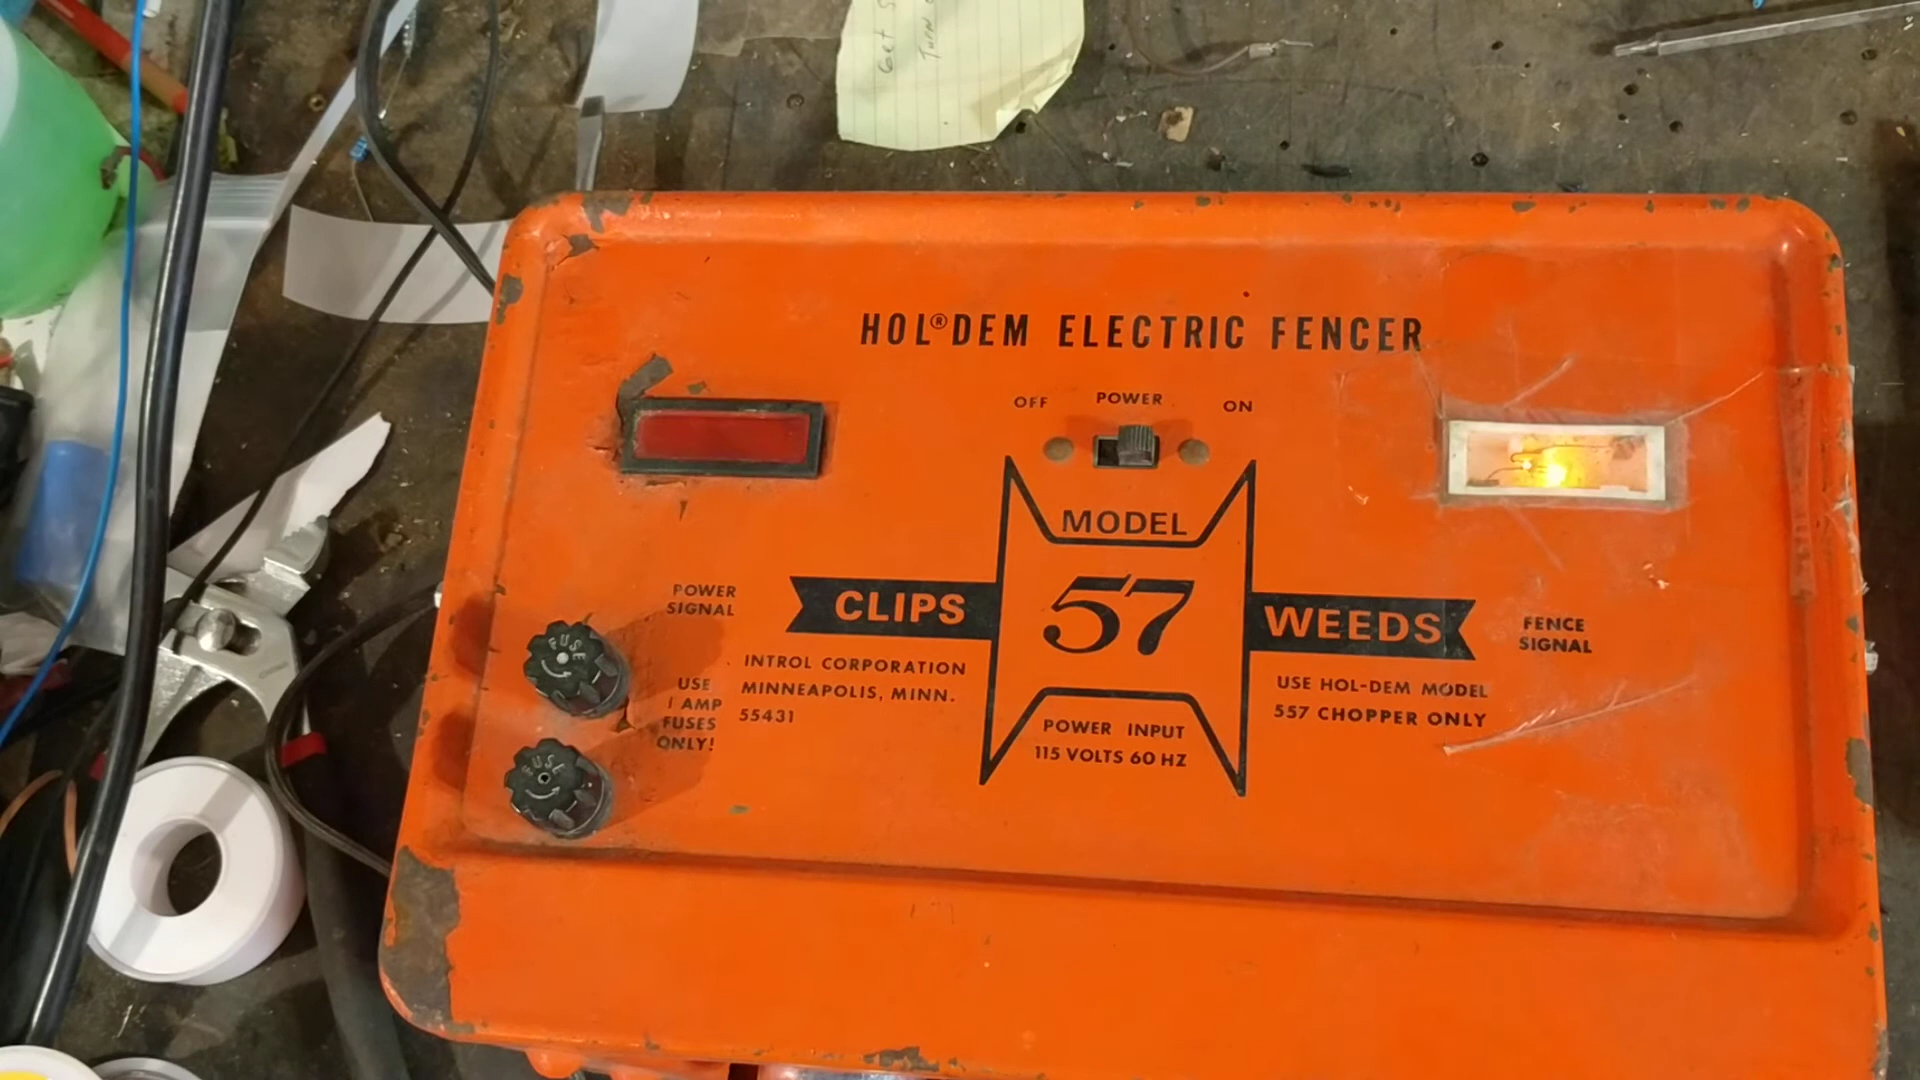 Get S
Turn
HOL®DEM ELECTRIC FENCER
OFF POWER ON
MODEL
57
CLIPS WEEDS
POWER
SIGNAL
FUSE
USE
1 AMP
FUSES
ONLY!
FUSE
INTROL CORPORATION
MINNEAPOLIS, MINN.
55431
POWER INPUT
115 VOLTS 60 HZ
FENCE
SIGNAL
USE HOL-DEM MODEL
557 CHOPPER ONLY